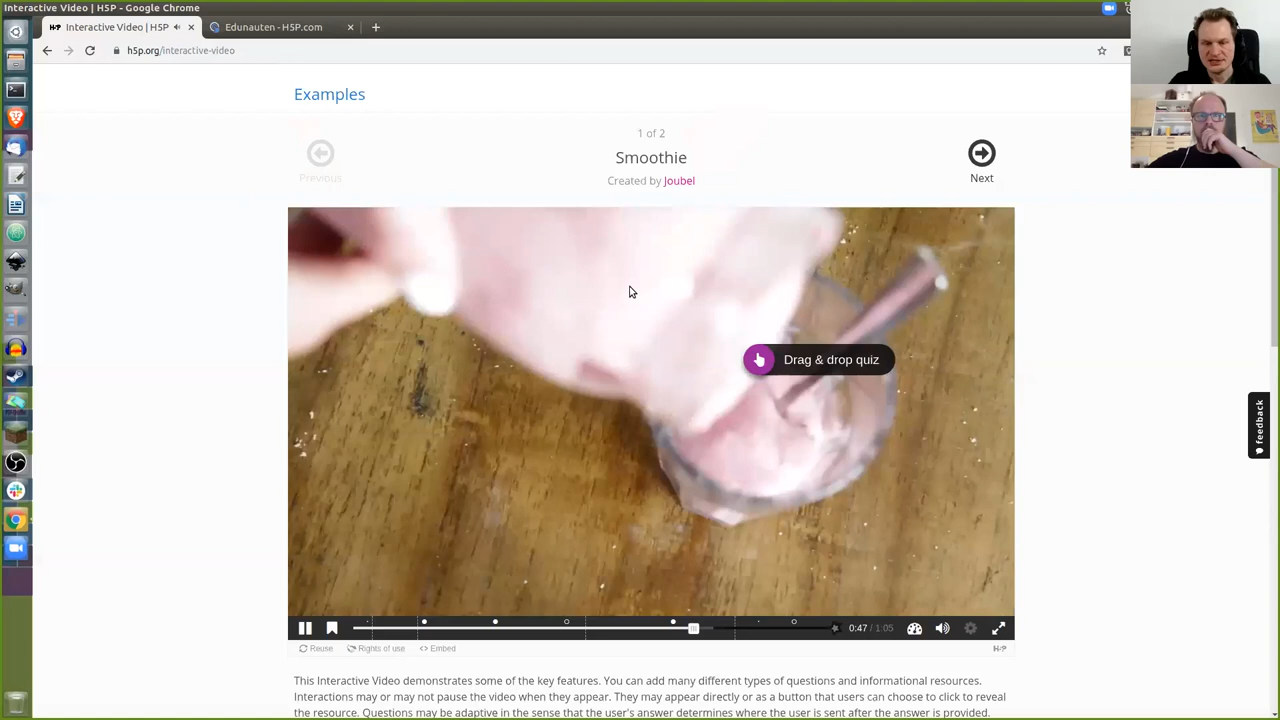 Interactive Video | H5P - Google Chrome
Interactive Video | H5P
Edunauten - H5P.com
h5p.org/interactive-video
Examples
1 of 2
Previous
Smoothie
Next
Created by Joubel
Drag & drop quiz
feedback
0:47 / 1:05
Reuse
Rights of use
Embed
H5P
This Interactive Video demonstrates some of the key features. You can add many different types of questions and informational resources.
Interactions may or may not pause the video when they appear. They may appear directly or as a button that users can choose to click to reveal
the resource. Questions may be adaptive in the sense that the user's answer determines where the user is sent after the answer is provided.